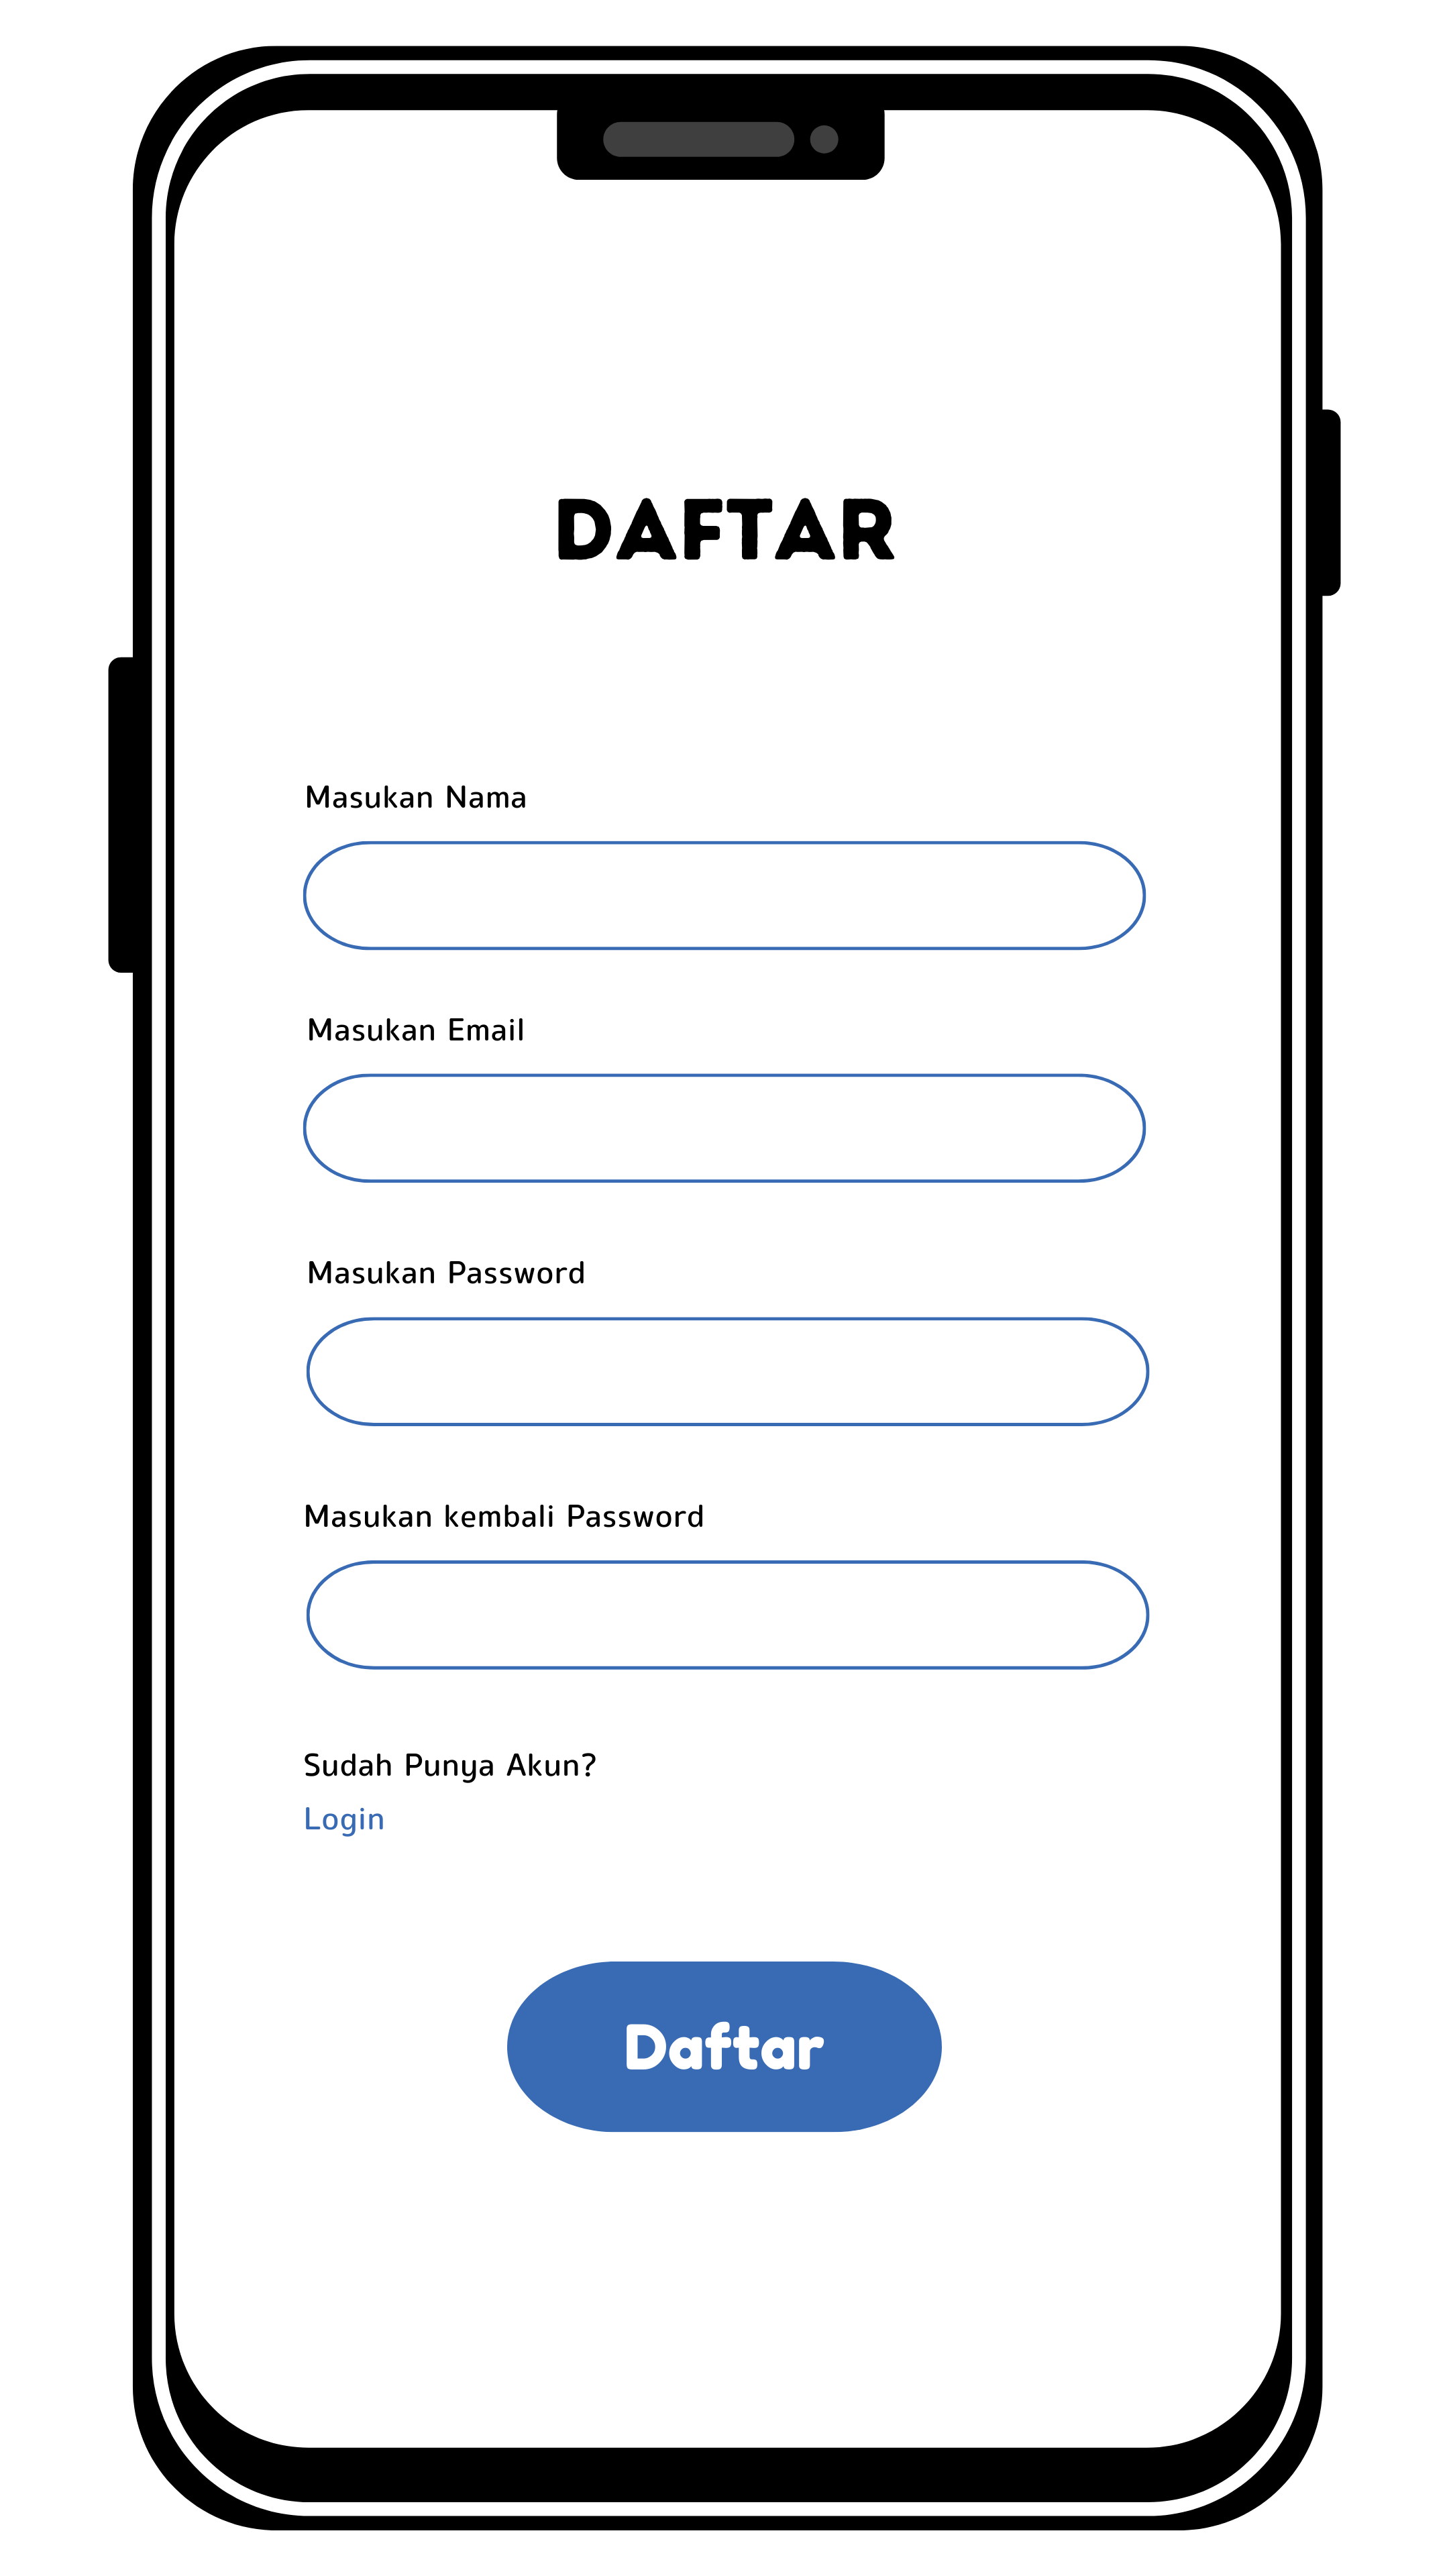 DAFTAR
Masukan Nama
Masukan Email
Masukan Password
Masukan kembali Password
Sudah Punya Akun?
Login
Daftar